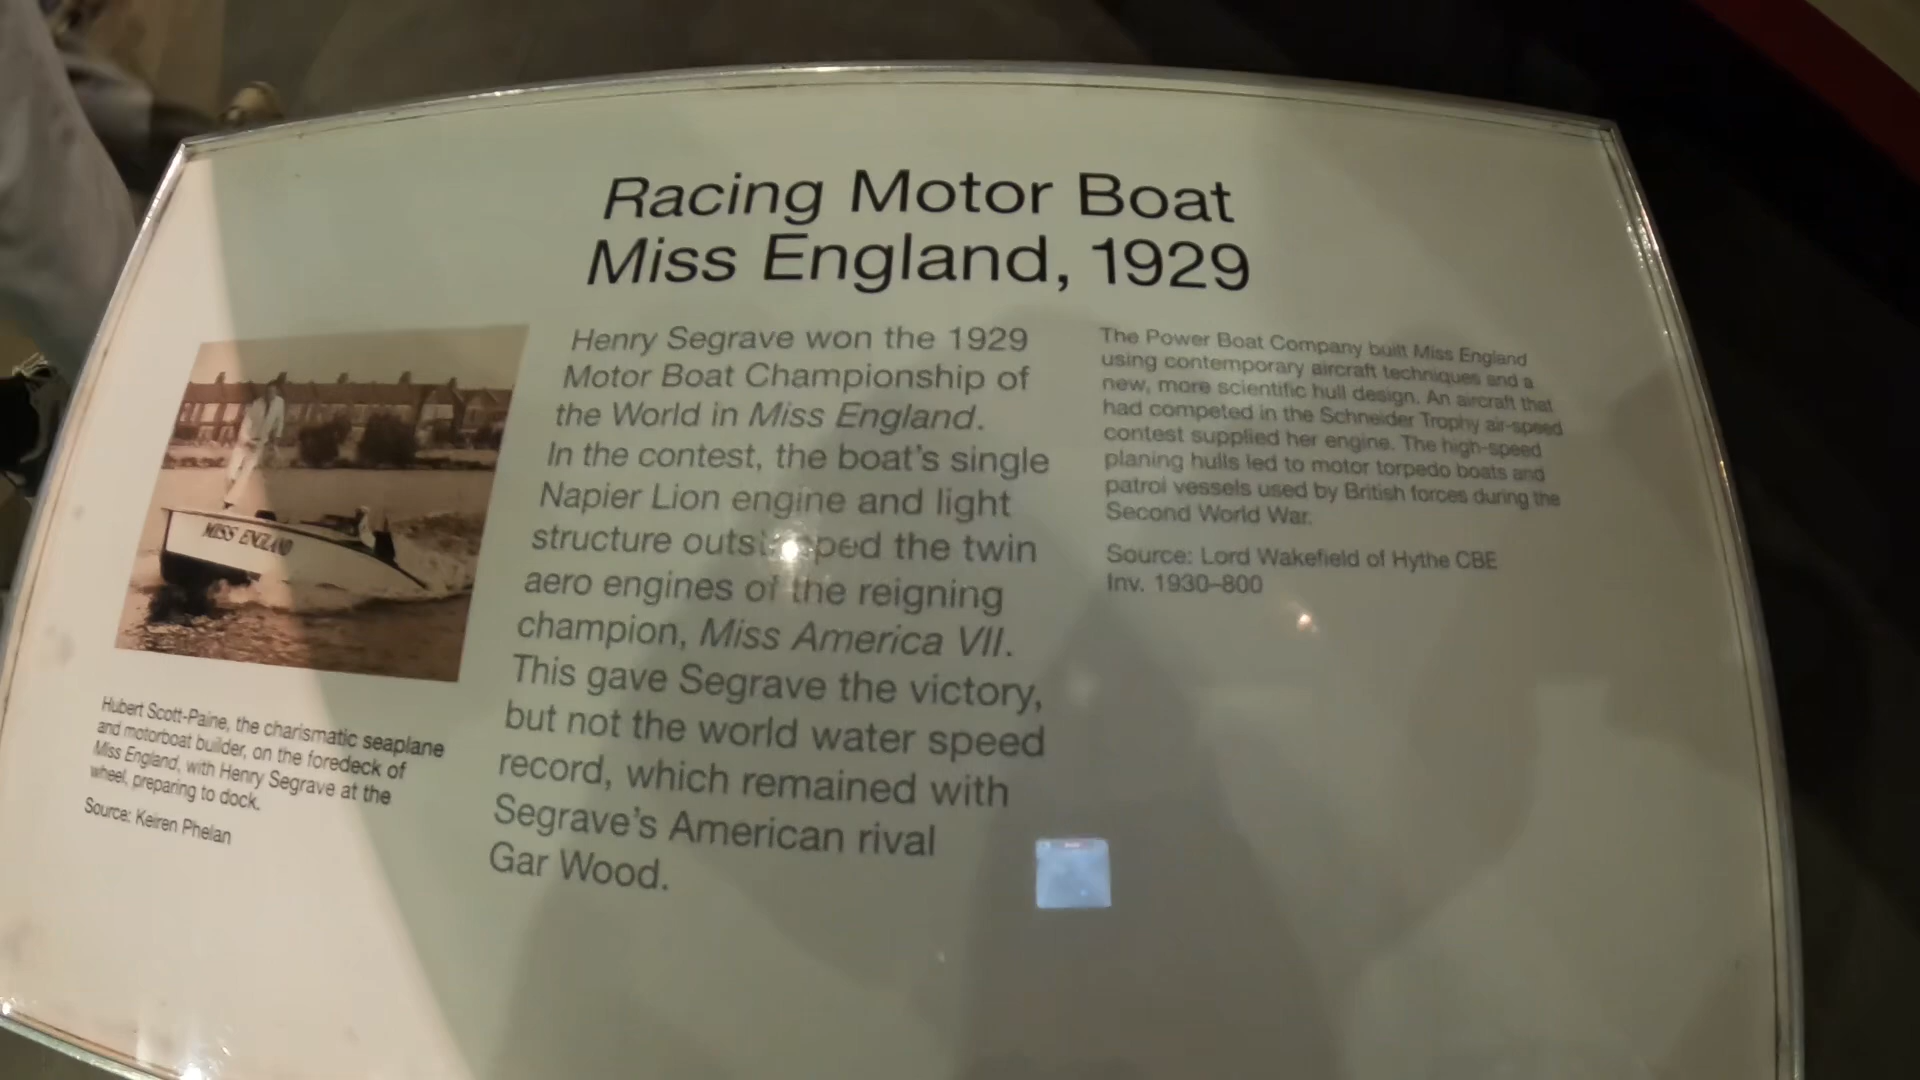 Racing Motor Boat
Miss England, 1929
MISS ENGLAND
Hubert Scott-Paine, the charismatic seaplane
and motorboat builder, on the foredeck of
Miss England, with Henry Segrave at the
wheel, preparing to dock.
Source: Keiren Phelan
Henry Segrave won the 1929
Motor Boat Championship of
the World in Miss England.
In the contest, the boat's single
Napier Lion engine and light
structure the twin
aero engines of the reigning
champion, Miss America VII.
This gave Segrave the victory,
but not the world water speed
record, which remained with
Segrave's American rival
Gar Wood.
The Power Boat Company built Miss England
using contemporary aircraft techniques and a
new, more scientific hull design. An aircraft that
had competed in the Schneider Trophy air-speed
contest supplied her engine. The high-speed
planing hulls led to motor torpedo boats and
patrol vessels used by British forces during the
Second World War.
Source: Lord Wakefield of Hythe CBE
Inv. 1930–800